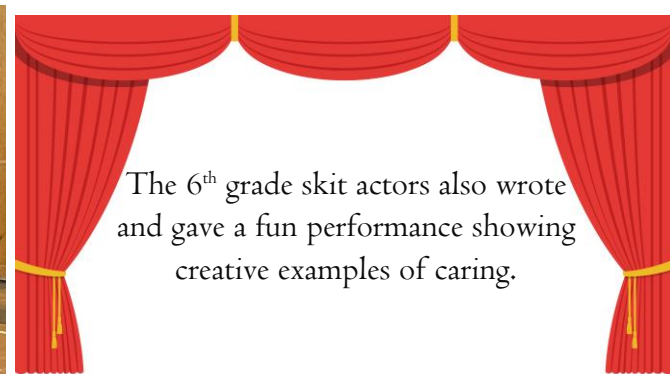 The 6th grade skit actors also wrote
and gave a fun performance showing
creative examples of caring.